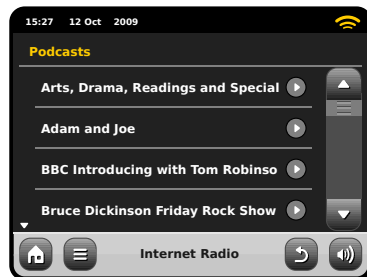 15:27 12 Oct 2009
Podcasts
Arts, Drama, Readings and Special
Adam and Joe
BBC Introducing with Tom Robinso
Bruce Dickinson Friday Rock Show
Internet Radio